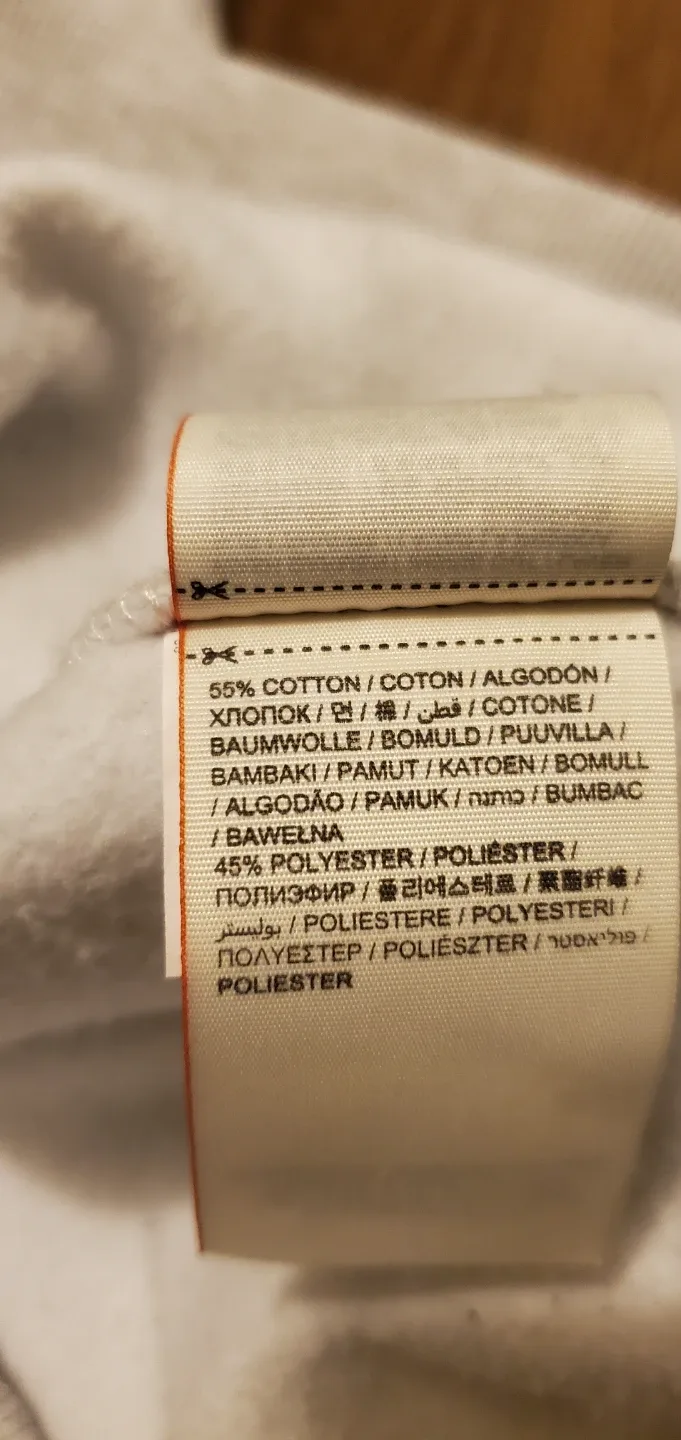 55% COTTON / COTON / ALGODÓN /
ХЛОПОК / 면 / 棉 / قطن / COTONE /
BAUMWOLLE / BOMULD / PUUVILLA /
BAMBAKI / PAMUT / KATOEN / BOMULL
/ ALGODÃO / PAMUK / כותנה / BUMBAC
/ BAWEŁNA
45% POLYESTER / POLIÉSTER /
ПОЛИЭФИР / 폴리에스테르 / 聚酯纤维 /
بوليستر / POLIESTERE / POLYESTERI /
ΠΟΛΥΕΣΤΕΡ / POLIÉSZTER / פוליאסטר /
POLIESTER